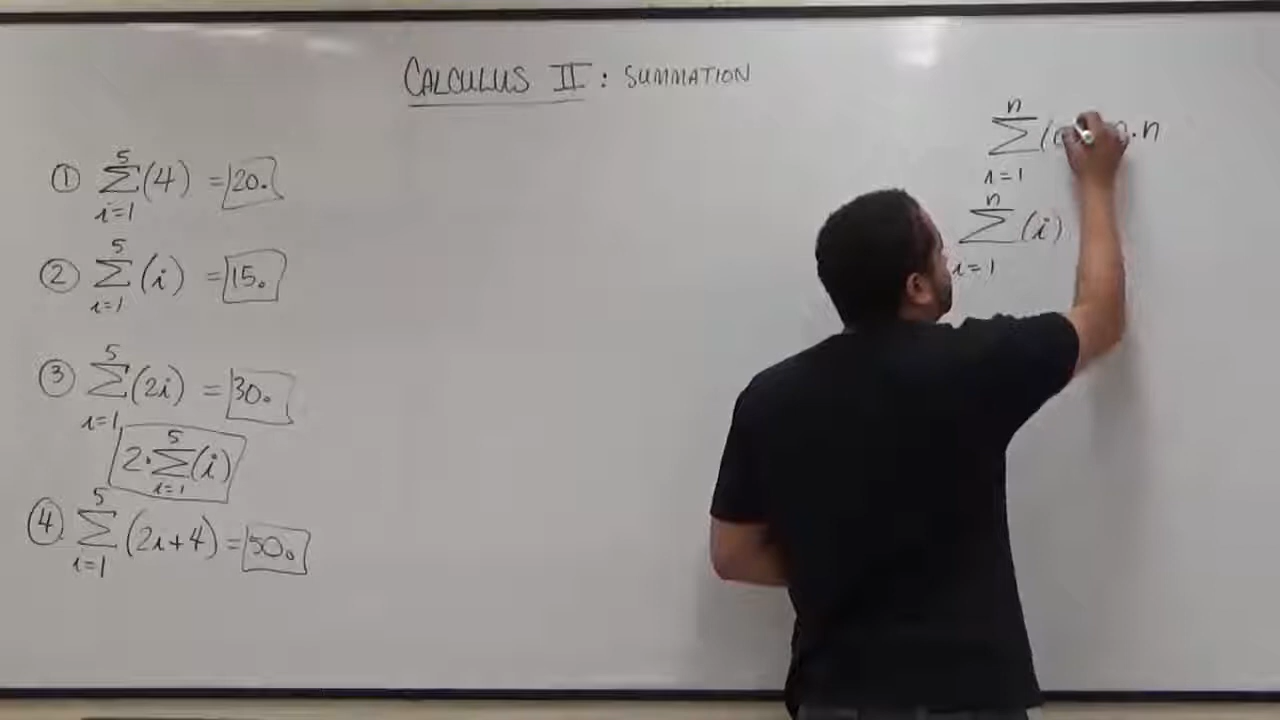 CALCULUS II : SUMMATION
① 5∑i=1 (4) = 20.
② 5∑i=1 (i) = 15.
③ 5∑i=1 (2i) = 30.
2·5∑i=1 (i)
④ 5∑i=1 (2i+4) = 50.
n∑i=1 ( ·n
n∑i=1 (i)